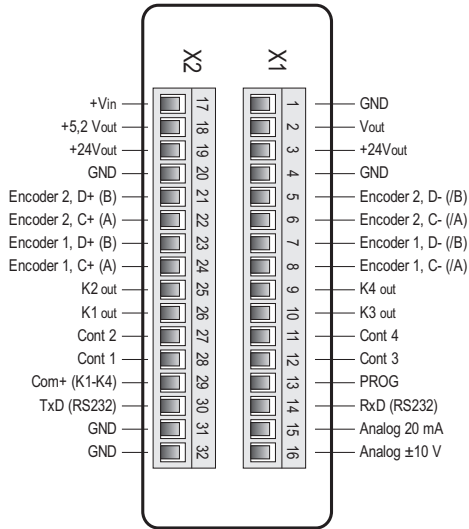 X2 X1
+Vin 17 1 GND
+5,2 Vout 18 2 Vout
+24Vout 19 3 +24Vout
GND 20 4 GND
Encoder 2, D+ (B) 21 5 Encoder 2, D- (/B)
Encoder 2, C+ (A) 22 6 Encoder 2, C- (/A)
Encoder 1, D+ (B) 23 7 Encoder 1, D- (/B)
Encoder 1, C+ (A) 24 8 Encoder 1, C- (/A)
K2 out 25 9 K4 out
K1 out 26 10 K3 out
Cont 2 27 11 Cont 4
Cont 1 28 12 Cont 3
Com+ (K1-K4) 29 13 PROG
TxD (RS232) 30 14 RxD (RS232)
GND 31 15 Analog 20 mA
GND 32 16 Analog ±10 V